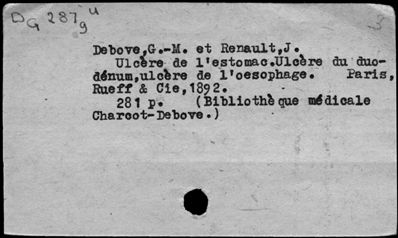 DG 287 9 u
3
Debove,G.-M. et Renault,J.
Ulcère de l'estomac.Ulcère du duo-
dénum,ulcère de l'oesophage. Paris,
Rueff & Cie,1892.
281 p. (Bibliothèque médicale
Charcot-Debove.)